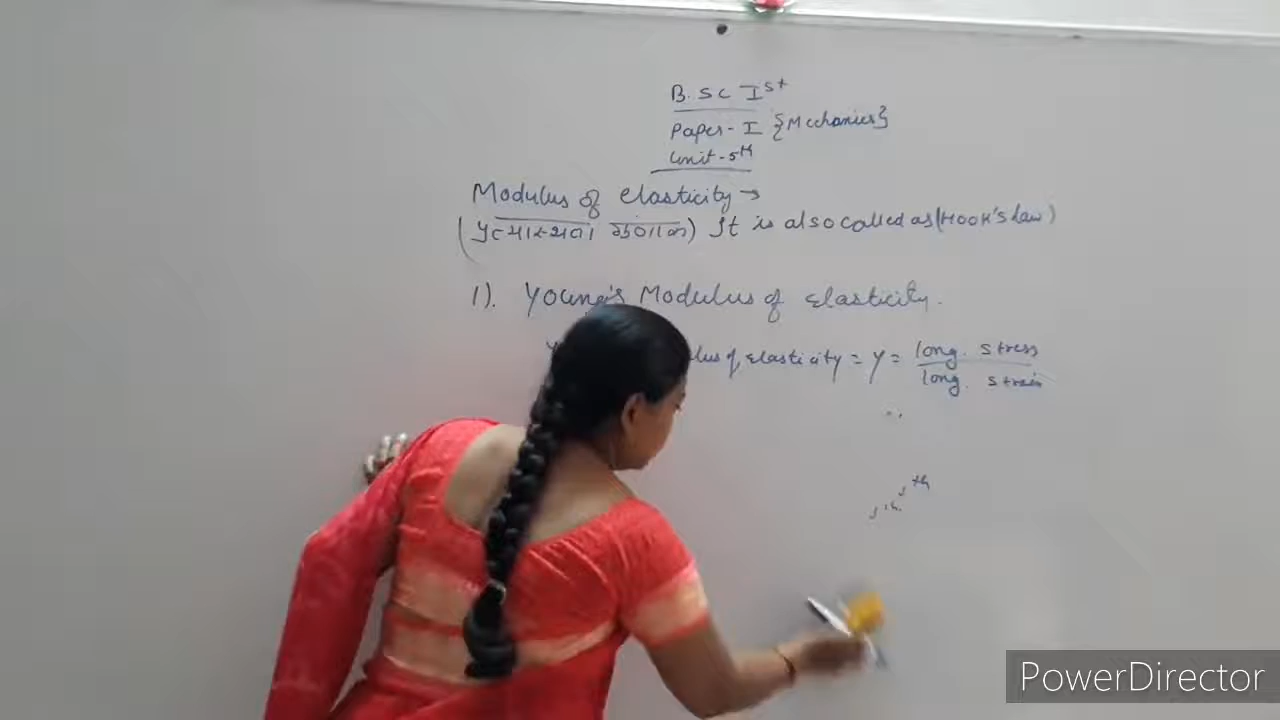 B.Sc Ist
Paper-I {Mechanics}
Unit-5th
Modulus of elasticity →
(प्रत्यास्थता गुणांक) It is also called as (HOOK'S Law)
1). Young's Modulus of Elasticity.
lus of elasticity = Y = long. stress
long. strain
PowerDirector